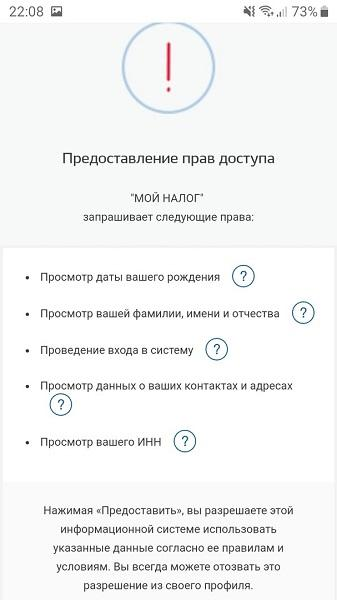 22:08 73%
Предоставление прав доступа
"МОЙ НАЛОГ"
запрашивает следующие права:
• Просмотр даты вашего рождения ?
• Просмотр вашей фамилии, имени и отчества ?
• Проведение входа в систему ?
• Просмотр данных о ваших контактах и адресах
?
• Просмотр вашего ИНН ?
Нажимая «Предоставить», вы разрешаете этой
информационной системе использовать
указанные данные согласно ее правилам и
условиям. Вы всегда можете отозвать это
разрешение из своего профиля.